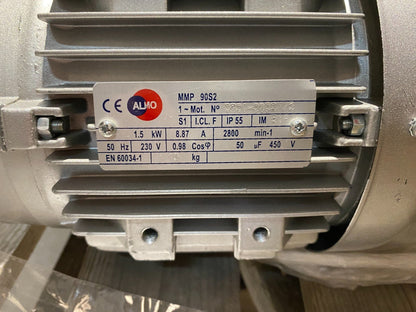 CE ALMO
MMP 90S2
1~Mot. Nº
S1 I.CL. F IP 55 IM
1.5 kW 8.87 A 2800 min-1
50 Hz 230 V 0.98 Cosφ 50 μF 450 V
EN 60034-1 kg